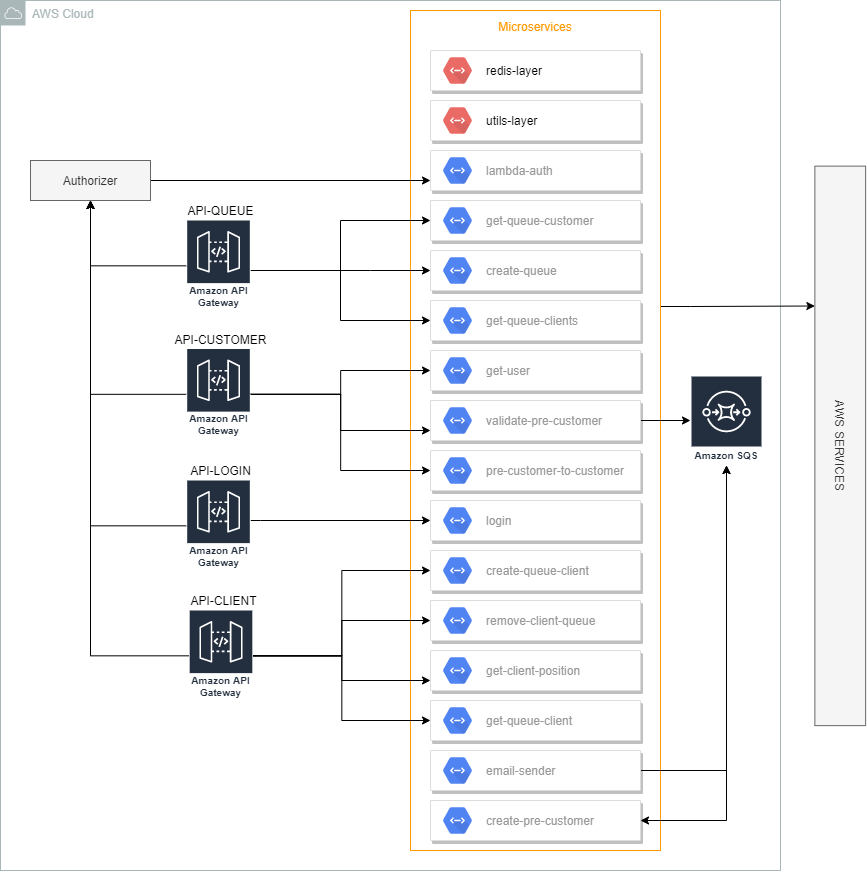 AWS Cloud
Microservices
redis-layer
utils-layer
Authorizer
lambda-auth
API-QUEUE
Amazon API
Gateway
get-queue-customer
create-queue
get-queue-clients
API-CUSTOMER
Amazon API
Gateway
get-user
validate-pre-customer
pre-customer-to-customer
Amazon SQS
AWS SERVICES
API-LOGIN
Amazon API
Gateway
login
API-CLIENT
Amazon API
Gateway
create-queue-client
remove-client-queue
get-client-position
get-queue-client
email-sender
create-pre-customer